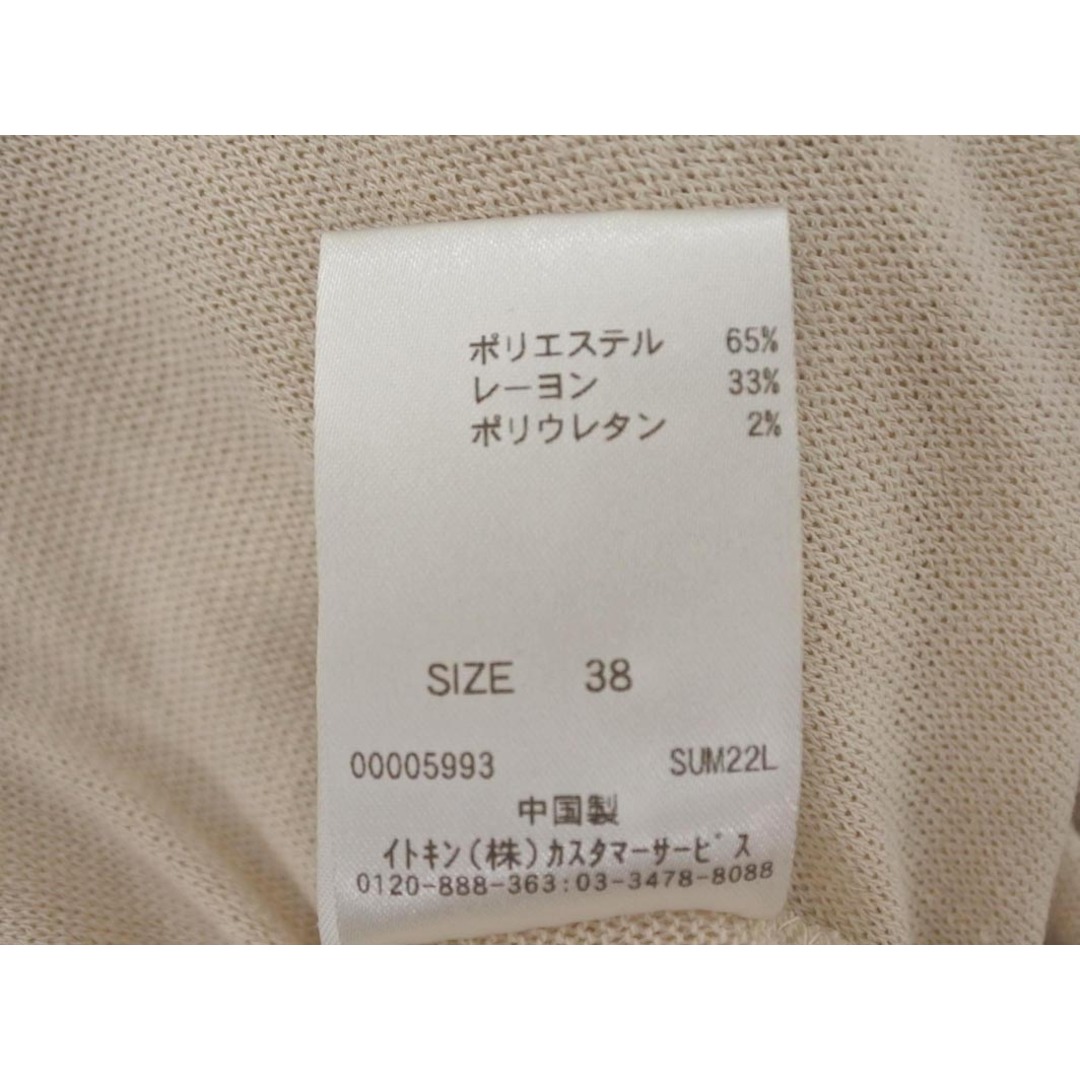 ポリエステル 65%
レーヨン 33%
ポリウレタン 2%
SIZE 38
00005993 SUM22L
中国製
イトキン(株)カスタマーサービス
0120-888-363:03-3478-8088